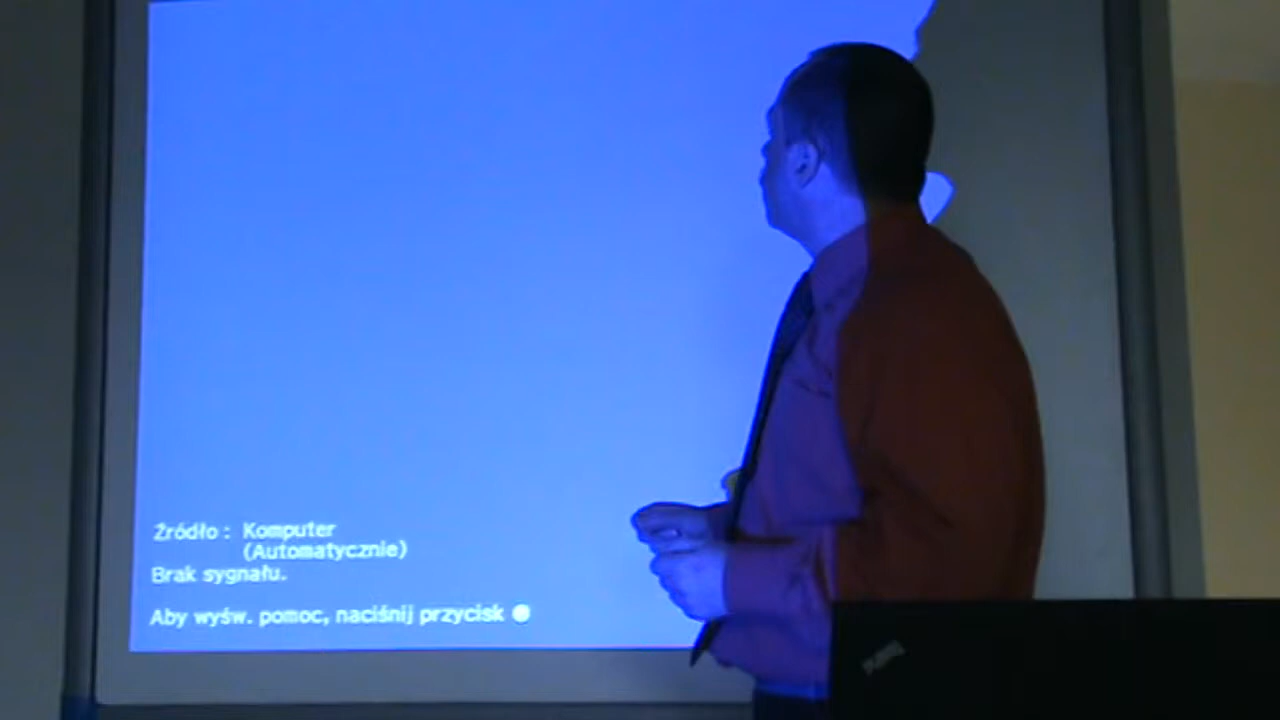 Źródło : Komputer
(Automatycznie)
Brak sygnału.
Aby wyśw. pomoc, naciśnij przycisk